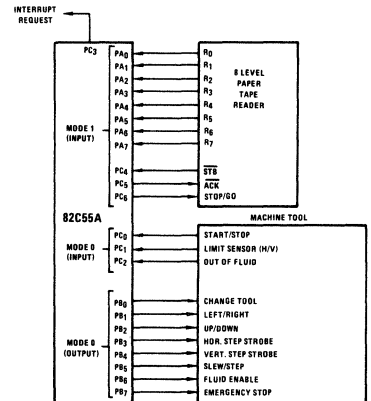 INTERRUPT
REQUEST
PC3
PA0 R0
PA1 R1
PA2 R2
PA3 R3
PA4 R4
PA5 R5
PA6 R6
PA7 R7
8 LEVEL
PAPER
TAPE
READER
MODE 1
(INPUT)
PC4 STB
PC5 ACK
PC6 STOP/GO
82C55A
MACHINE TOOL
MODE 0
(INPUT)
PC0 START/STOP
PC1 LIMIT SENSOR (H/V)
PC2 OUT OF FLUID
MODE 0
(OUTPUT)
PB0 CHANGE TOOL
PB1 LEFT/RIGHT
PB2 UP/DOWN
PB3 HOR. STEP STROBE
PB4 VERT. STEP STROBE
PB5 SLEW/STEP
PB6 FLUID ENABLE
PB7 EMERGENCY STOP